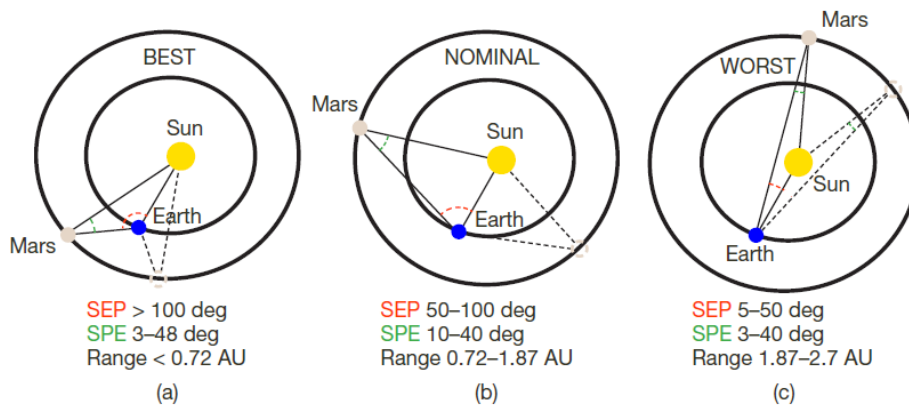 BEST
Sun
Earth
Mars
SEP > 100 deg
SPE 3–48 deg
Range < 0.72 AU
(a)
NOMINAL
Mars
Sun
Earth
SEP 50–100 deg
SPE 10–40 deg
Range 0.72–1.87 AU
(b)
Mars
WORST
Sun
Earth
SEP 5–50 deg
SPE 3–40 deg
Range 1.87–2.7 AU
(c)